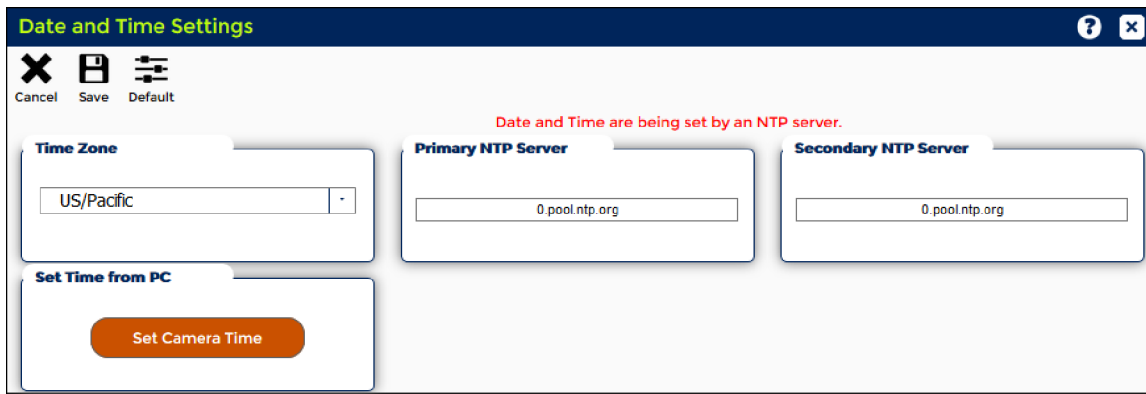 Date and Time Settings
Cancel Save Default
Date and Time are being set by an NTP server.
Time Zone
US/Pacific
Primary NTP Server
0.pool.ntp.org
Secondary NTP Server
0.pool.ntp.org
Set Time from PC
Set Camera Time